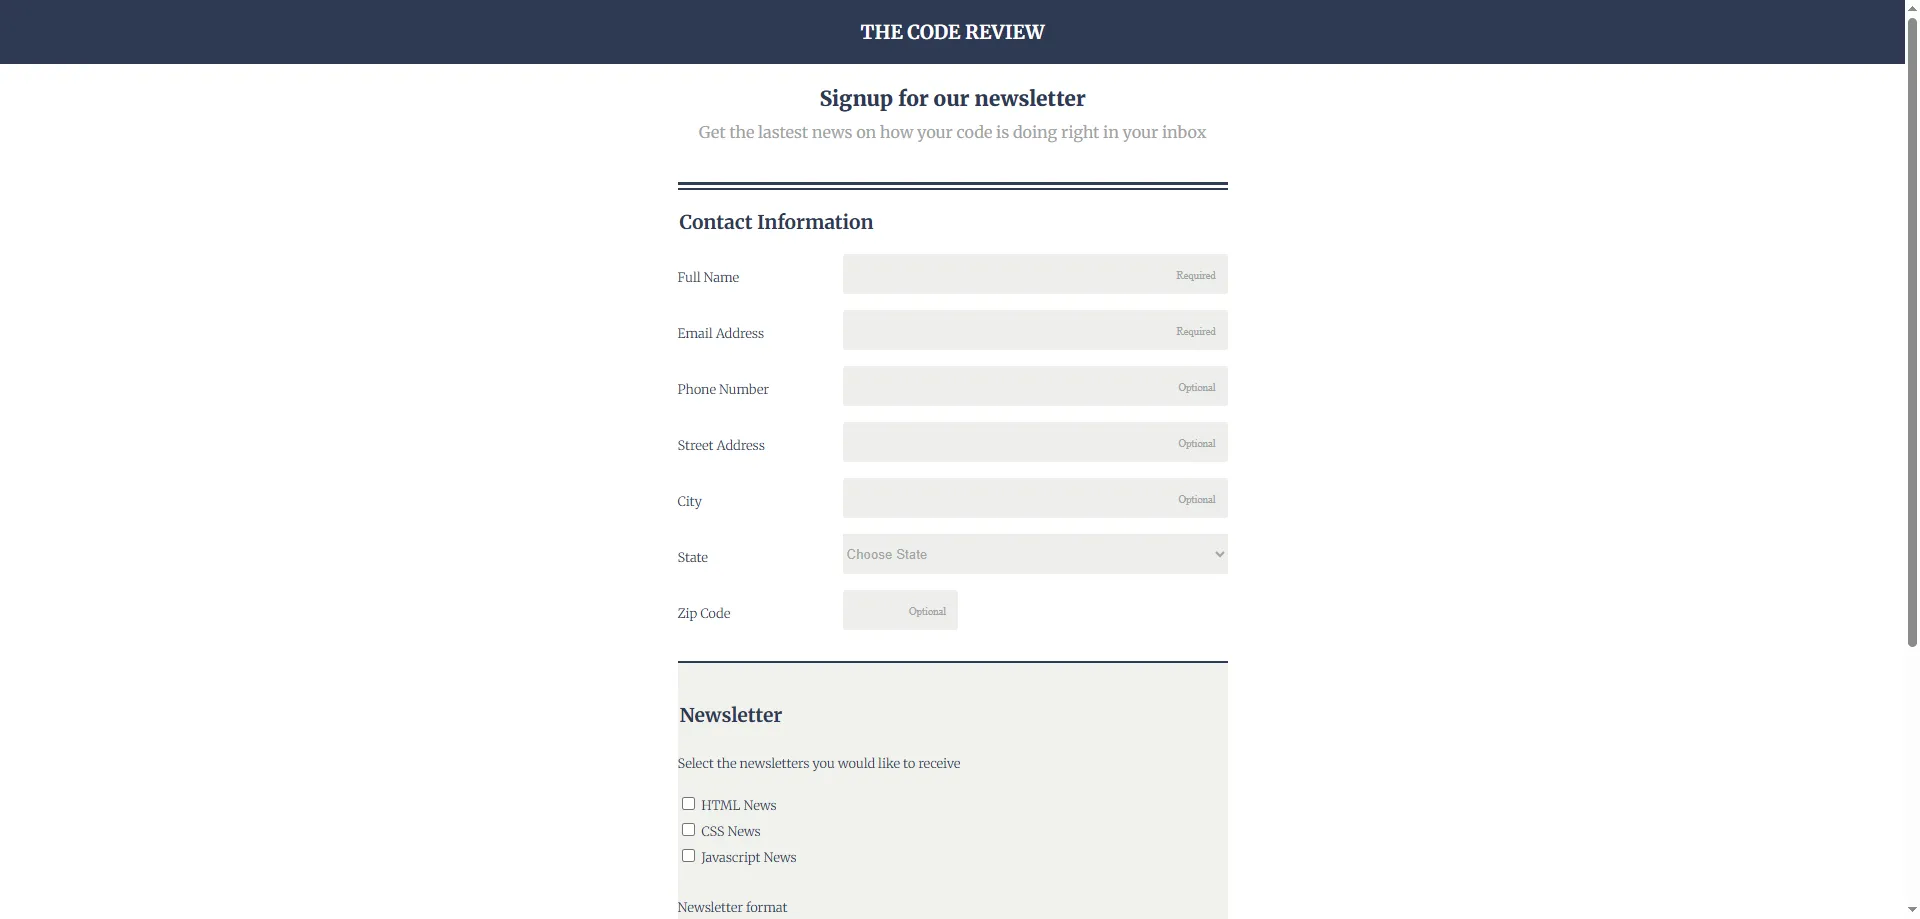 THE CODE REVIEW
Signup for our newsletter
Get the lastest news on how your code is doing right in your inbox
Contact Information
Full Name Required
Email Address Required
Phone Number Optional
Street Address Optional
City Optional
State Choose State
Zip Code Optional
Newsletter
Select the newsletters you would like to receive
HTML News
CSS News
Javascript News
Newsletter format